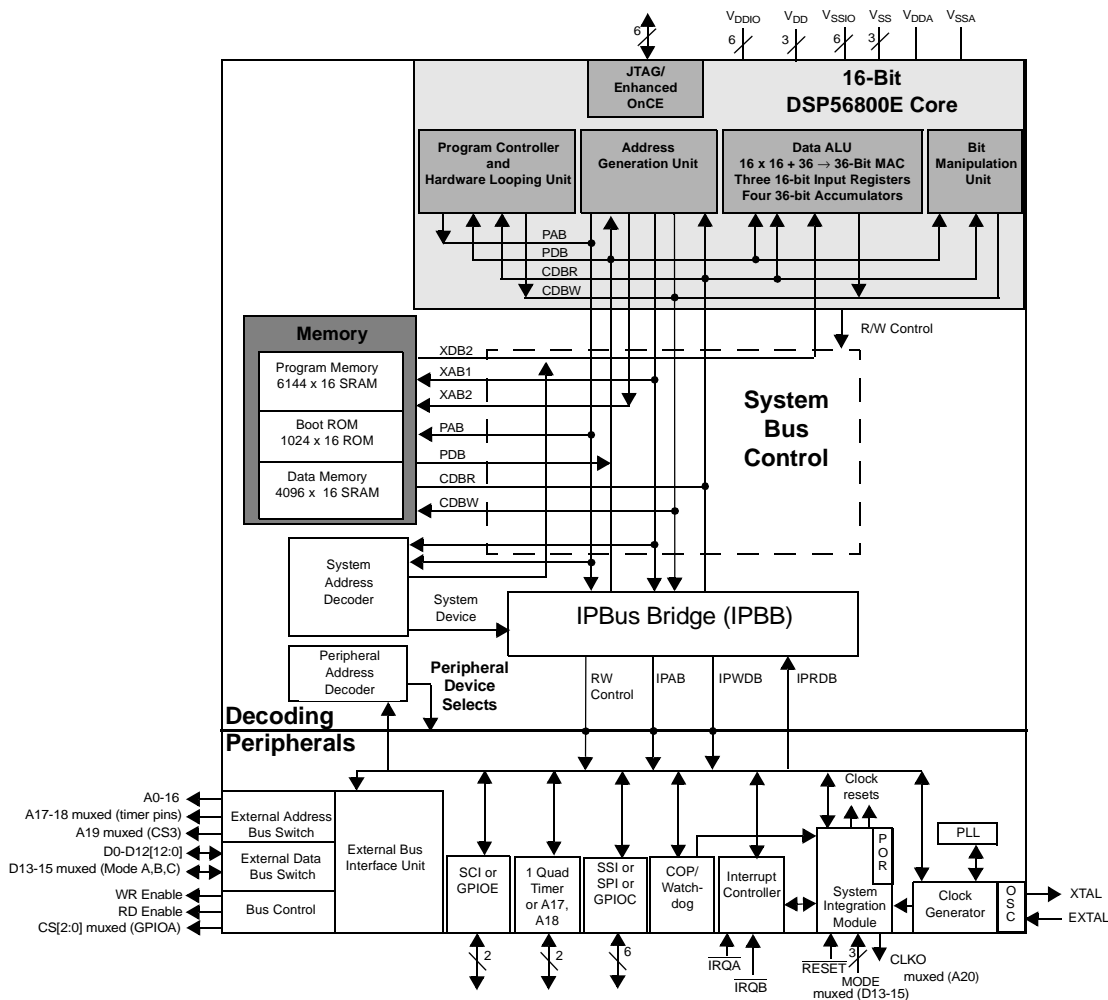 VDDIO VDD VSSIO VSS VDDA VSSA
6 6 3 6 3
JTAG/
Enhanced
OnCE
16-Bit
DSP56800E Core
Program Controller
and
Hardware Looping Unit
Address
Generation Unit
Data ALU
16 x 16 + 36 → 36-Bit MAC
Three 16-bit Input Registers
Four 36-bit Accumulators
Bit
Manipulation
Unit
PAB
PDB
CDBR
CDBW
R/W Control
Memory
Program Memory
6144 x 16 SRAM
Boot ROM
1024 x 16 ROM
Data Memory
4096 x 16 SRAM
XDB2
XAB1
XAB2
PAB
PDB
CDBR
CDBW
System
Bus
Control
System
Address
Decoder
System
Device
IPBus Bridge (IPBB)
Peripheral
Address
Decoder
Peripheral
Device
Selects
RW
Control
IPAB
IPWDB
IPRDB
Decoding
Peripherals
A0-16
A17-18 muxed (timer pins)
A19 muxed (CS3)
D0-D12[12:0]
D13-15 muxed (Mode A,B,C)
WR Enable
RD Enable
CS[2:0] muxed (GPIOA)
External Address
Bus Switch
External Data
Bus Switch
Bus Control
External Bus
Interface Unit
SCI or
GPIOE
1 Quad
Timer
or A17,
A18
SSI or
SPI or
GPIOC
COP/
Watch-
dog
Interrupt
Controller
Clock
resets
POR
System
Integration
Module
PLL
Clock
Generator
OSC
XTAL
EXTAL
2
2
6
IRQA
IRQB
RESET
3
MODE
muxed (D13-15)
CLKO
muxed (A20)